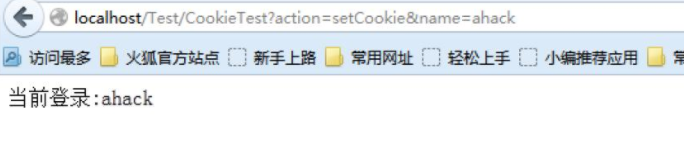 localhost/Test/CookieTest?action=setCookie&name=ahack
访问最多 火狐官方站点 新手上路 常用网址 轻松上手 小编推荐应用
当前登录:ahack